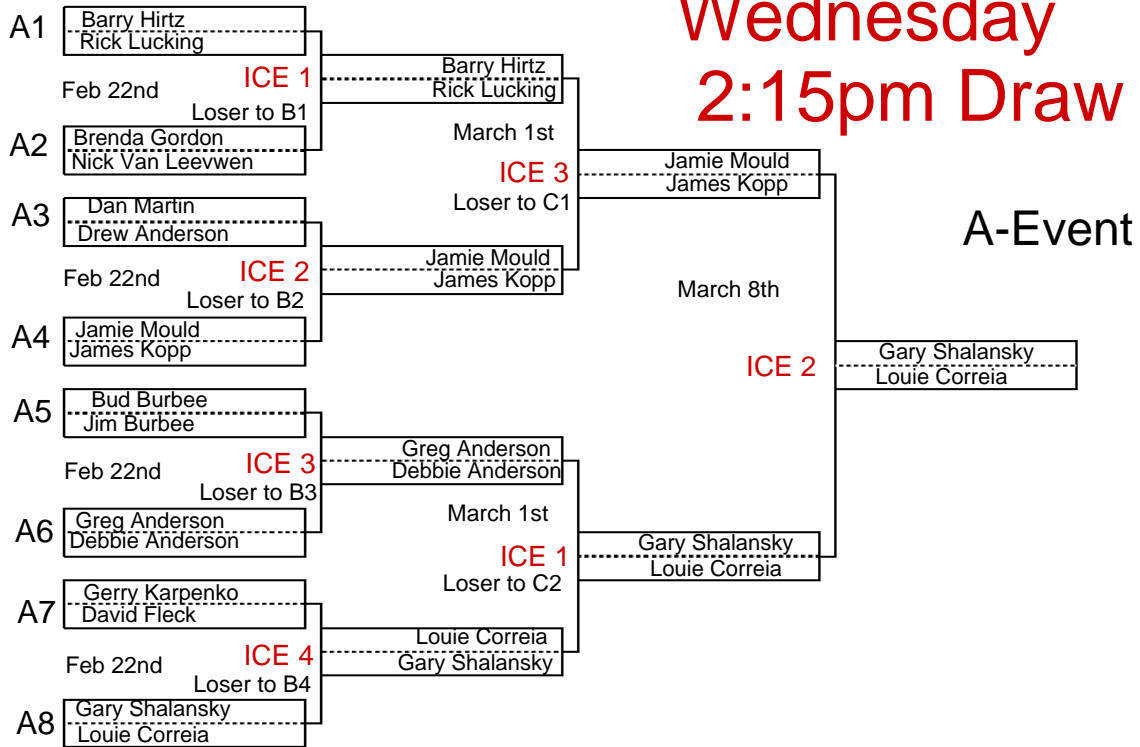 Wednesday
2:15pm Draw
A-Event
A1
Barry Hirtz
Rick Lucking
Feb 22nd
ICE 1
Loser to B1
A2
Brenda Gordon
Nick Van Leevwen
A3
Dan Martin
Drew Anderson
Feb 22nd
ICE 2
Loser to B2
A4
Jamie Mould
James Kopp
A5
Bud Burbee
Jim Burbee
Feb 22nd
ICE 3
Loser to B3
A6
Greg Anderson
Debbie Anderson
A7
Gerry Karpenko
David Fleck
Feb 22nd
ICE 4
Loser to B4
A8
Gary Shalansky
Louie Correia
Barry Hirtz
Rick Lucking
March 1st
ICE 3
Loser to C1
Jamie Mould
James Kopp
Greg Anderson
Debbie Anderson
March 1st
ICE 1
Loser to C2
Louie Correia
Gary Shalansky
Jamie Mould
James Kopp
March 8th
ICE 2
Gary Shalansky
Louie Correia
Gary Shalansky
Louie Correia